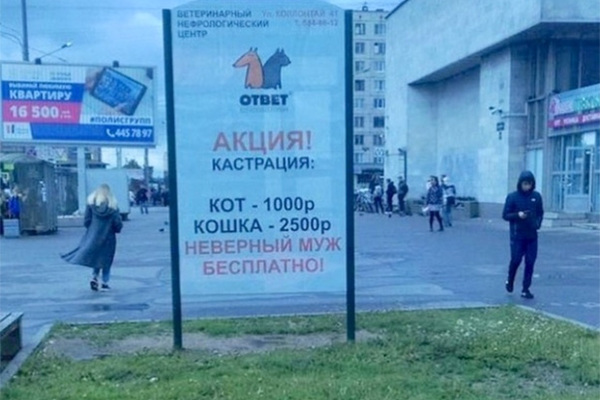 ВЕТЕРИНАРНЫЙ
НЕФРОЛОГИЧЕСКИЙ
ЦЕНТР
ОТВЕТ
АКЦИЯ!
КАСТРАЦИЯ:
КОТ - 1000р
КОШКА - 2500р
НЕВЕРНЫЙ МУЖ
БЕСПЛАТНО!
КВАРТИРУ
16 500
#ПОЛИСГРУПП
445 78 97